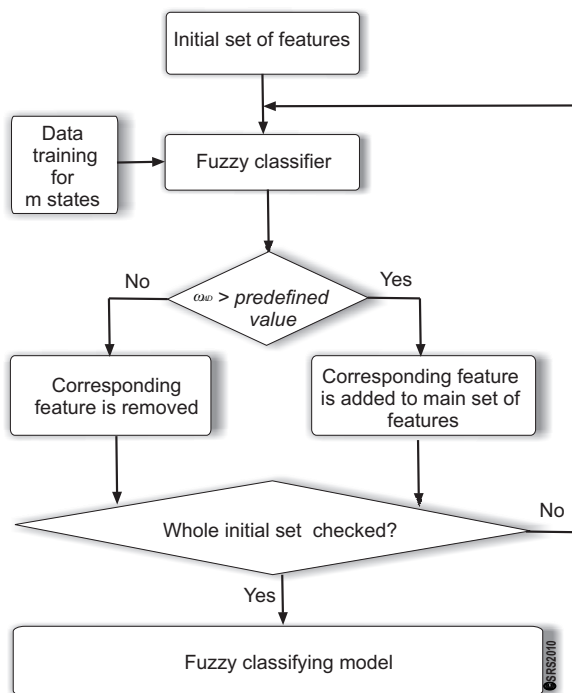 Initial set of features
Data
training
for
m states
Fuzzy classifier
No
Yes
ωAD > predefined
value
Corresponding
feature is removed
Corresponding feature
is added to main set of
features
Whole initial set checked?
No
Yes
Fuzzy classifying model
©SRS2010